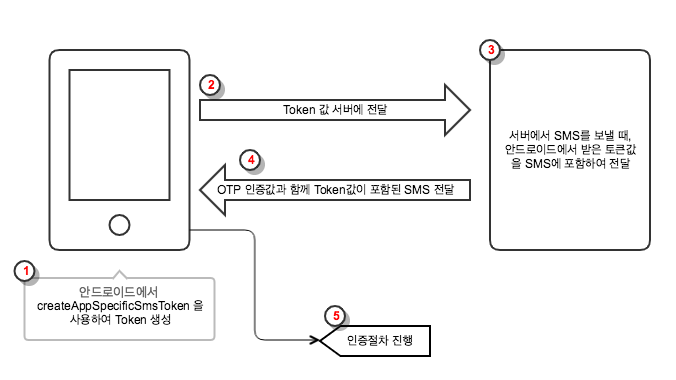 1
안드로이드에서
createAppSpecificSmsToken 을
사용하여 Token 생성
2
Token 값 서버에 전달
3
서버에서 SMS를 보낼 때,
안드로이드에서 받은 토큰값
을 SMS에 포함하여 전달
4
OTP 인증값과 함께 Token값이 포함된 SMS 전달
5
인증절차 진행